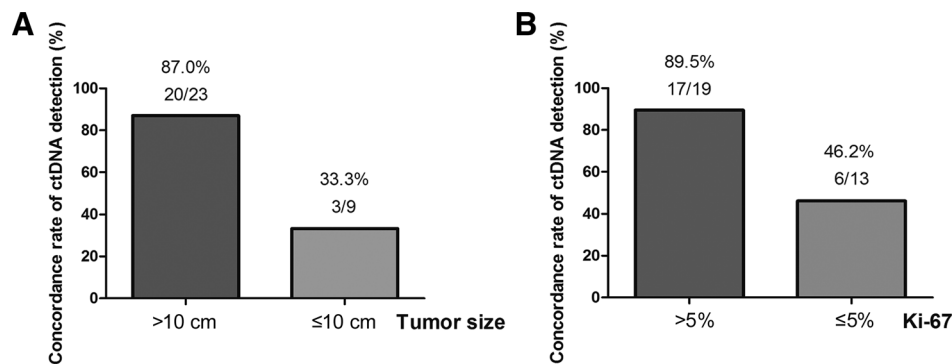 A
Concordance rate of ctDNA detection (%)
100
80
60
40
20
0
87.0%
20/23
33.3%
3/9
>10 cm
≤10 cm
Tumor size
B
Concordance rate of ctDNA detection (%)
100
80
60
40
20
0
89.5%
17/19
46.2%
6/13
>5%
≤5%
Ki-67